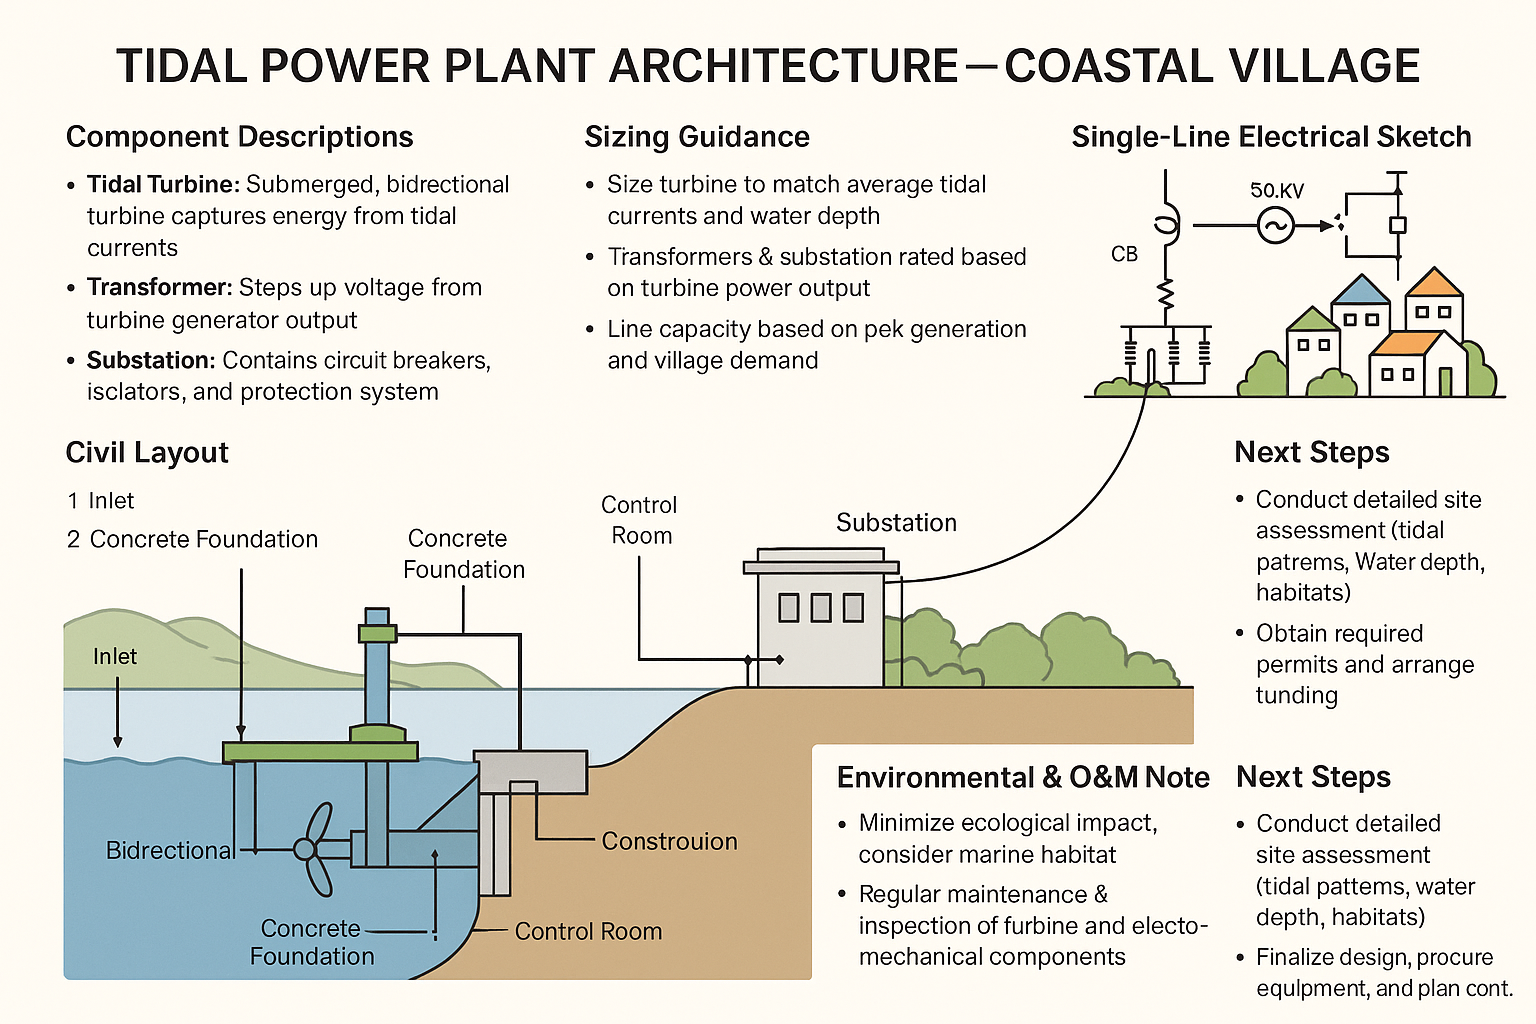 TIDAL POWER PLANT ARCHITECTURE—COASTAL VILLAGE
Component Descriptions
• Tidal Turbine: Submerged, bidrectional
turbine captures energy from tidal
currents
• Transformer: Steps up voltage from
turbine generator output
• Substation: Contains circuit breakers,
isclators, and protection system
Sizing Guidance
• Size turbine to match average tidal
currents and water depth
• Transformers & substation rated based
on turbine power output
• Line capacity based on pek generation
and village demand
Single-Line Electrical Sketch
50.KV
CB
Civil Layout
1 Inlet
2 Concrete Foundation
Concrete
Foundation
Control
Room
Substation
Inlet
Bidrectional
Concrete
Foundation
Constrouion
Control Room
Next Steps
• Conduct detailed site
assessment (tidal
patrems, Water depth,
habitats)
• Obtain required
permits and arrange
tunding
Environmental & O&M Note
• Minimize ecological impact,
consider marine habitat
• Regular maintenance &
inspection of furbine and electo-
mechanical components
Next Steps
• Conduct detailed
site assessment
(tidal pattems, water
depth, habitats)
• Finalize design, procure
equlpment, and plan cont.